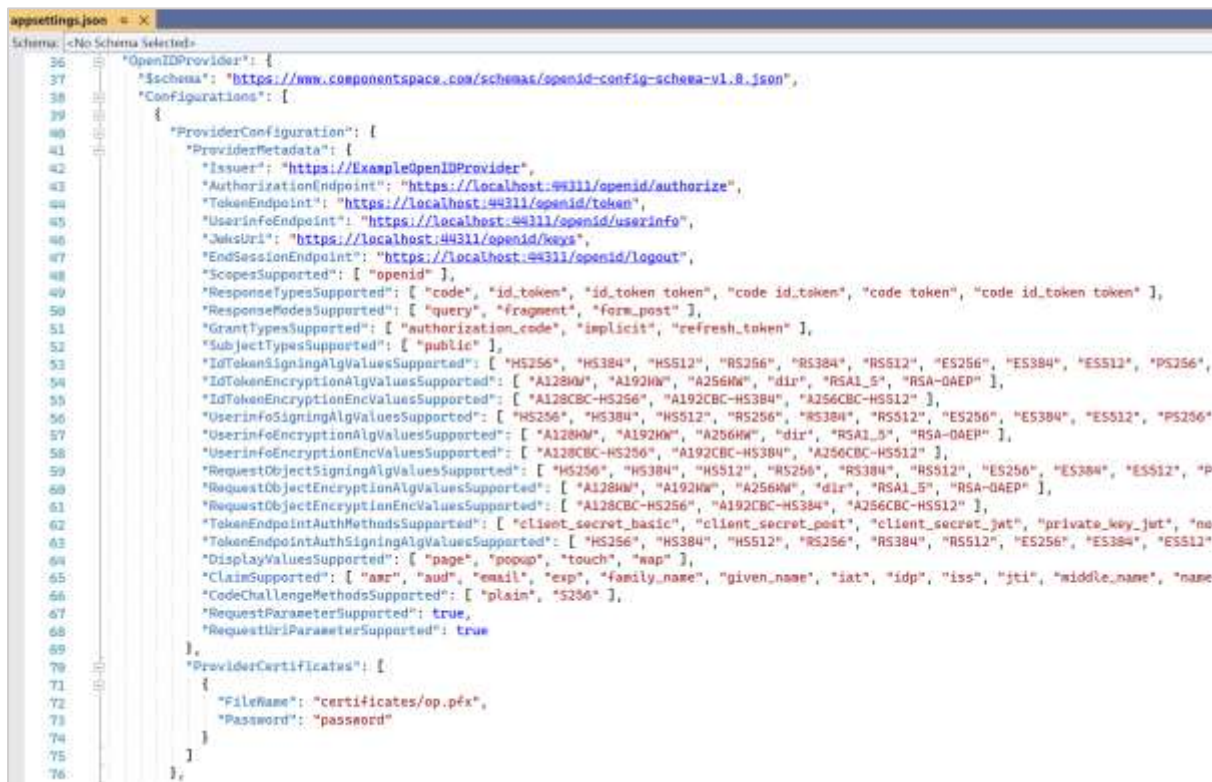 appsettings.json
Schema: <No Schema Selected>
36 "OpenIDProvider": {
37 "$schema": "https://www.componentspace.com/schemas/openid-config-schema-v1.0.json",
38 "Configurations": [
39 {
40 "ProviderConfiguration": {
41 "ProviderMetadata": {
42 "Issuer": "https://ExampleOpenIDProvider",
43 "AuthorizationEndpoint": "https://localhost:44311/openid/authorize",
44 "TokenEndpoint": "https://localhost:44311/openid/token",
45 "UserinfoEndpoint": "https://localhost:44311/openid/userinfo",
46 "JwksUri": "https://localhost:44311/openid/keys",
47 "EndSessionEndpoint": "https://localhost:44311/openid/logout",
48 "ScopesSupported": [ "openid" ],
49 "ResponseTypesSupported": [ "code", "id_token", "id_token token", "code id_token", "code token", "code id_token token" ],
50 "ResponseModesSupported": [ "query", "fragment", "form_post" ],
51 "GrantTypesSupported": [ "authorization_code", "implicit", "refresh_token" ],
52 "SubjectTypesSupported": [ "public" ],
53 "IdTokenSigningAlgValuesSupported": [ "HS256", "HS384", "HS512", "RS256", "RS384", "RS512", "ES256", "ES384", "ES512", "PS256",
54 "IdTokenEncryptionAlgValuesSupported": [ "A128KW", "A192KW", "A256KW", "dir", "RSA1_5", "RSA-OAEP" ],
55 "IdTokenEncryptionEncValuesSupported": [ "A128CBC-HS256", "A192CBC-HS384", "A256CBC-HS512" ],
56 "UserinfoSigningAlgValuesSupported": [ "HS256", "HS384", "HS512", "RS256", "RS384", "RS512", "ES256", "ES384", "ES512", "PS256"
57 "UserinfoEncryptionAlgValuesSupported": [ "A128KW", "A192KW", "A256KW", "dir", "RSA1_5", "RSA-OAEP" ],
58 "UserinfoEncryptionEncValuesSupported": [ "A128CBC-HS256", "A192CBC-HS384", "A256CBC-HS512" ],
59 "RequestObjectSigningAlgValuesSupported": [ "HS256", "HS384", "HS512", "RS256", "RS384", "RS512", "ES256", "ES384", "ES512", "P
60 "RequestObjectEncryptionAlgValuesSupported": [ "A128KW", "A192KW", "A256KW", "dir", "RSA1_5", "RSA-OAEP" ],
61 "RequestObjectEncryptionEncValuesSupported": [ "A128CBC-HS256", "A192CBC-HS384", "A256CBC-HS512" ],
62 "TokenEndpointAuthMethodsSupported": [ "client_secret_basic", "client_secret_post", "client_secret_jwt", "private_key_jwt", "no
63 "TokenEndpointAuthSigningAlgValuesSupported": [ "HS256", "HS384", "HS512", "RS256", "RS384", "RS512", "ES256", "ES384", "ES512"
64 "DisplayValuesSupported": [ "page", "popup", "touch", "wap" ],
65 "ClaimSupported": [ "amr", "aud", "email", "exp", "family_name", "given_name", "iat", "idp", "iss", "jti", "middle_name", "name
66 "CodeChallengeMethodsSupported": [ "plain", "S256" ],
67 "RequestParameterSupported": true,
68 "RequestUriParameterSupported": true
69 },
70 "ProviderCertificates": [
71 {
72 "FileName": "certificates/op.pfx",
73 "Password": "password"
74 }
75 ]
76 },